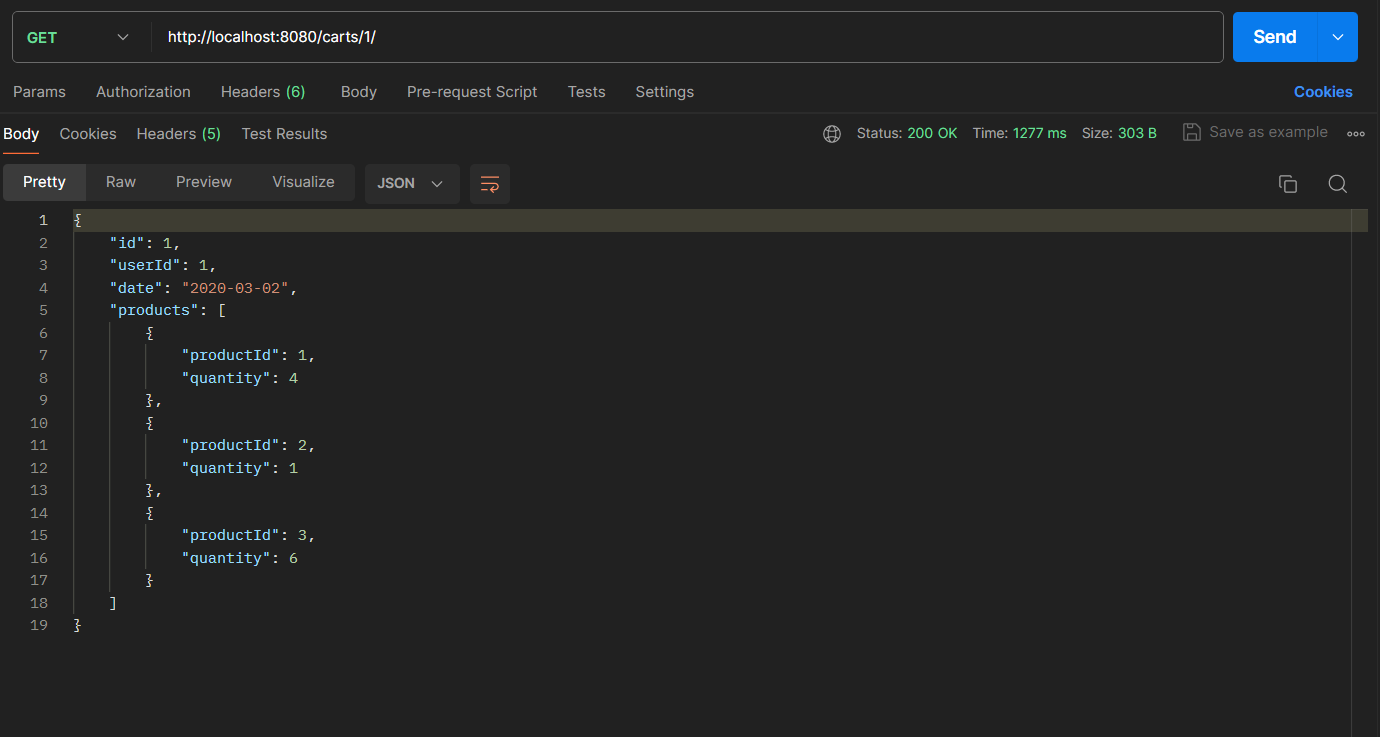 GET http://localhost:8080/carts/1/ Send
Params Authorization Headers (6) Body Pre-request Script Tests Settings Cookies
Body Cookies Headers (5) Test Results Status: 200 OK Time: 1277 ms Size: 303 B Save as example
Pretty Raw Preview Visualize JSON
1 {
2 "id": 1,
3 "userId": 1,
4 "date": "2020-03-02",
5 "products": [
6 {
7 "productId": 1,
8 "quantity": 4
9 },
10 {
11 "productId": 2,
12 "quantity": 1
13 },
14 {
15 "productId": 3,
16 "quantity": 6
17 }
18 ]
19 }